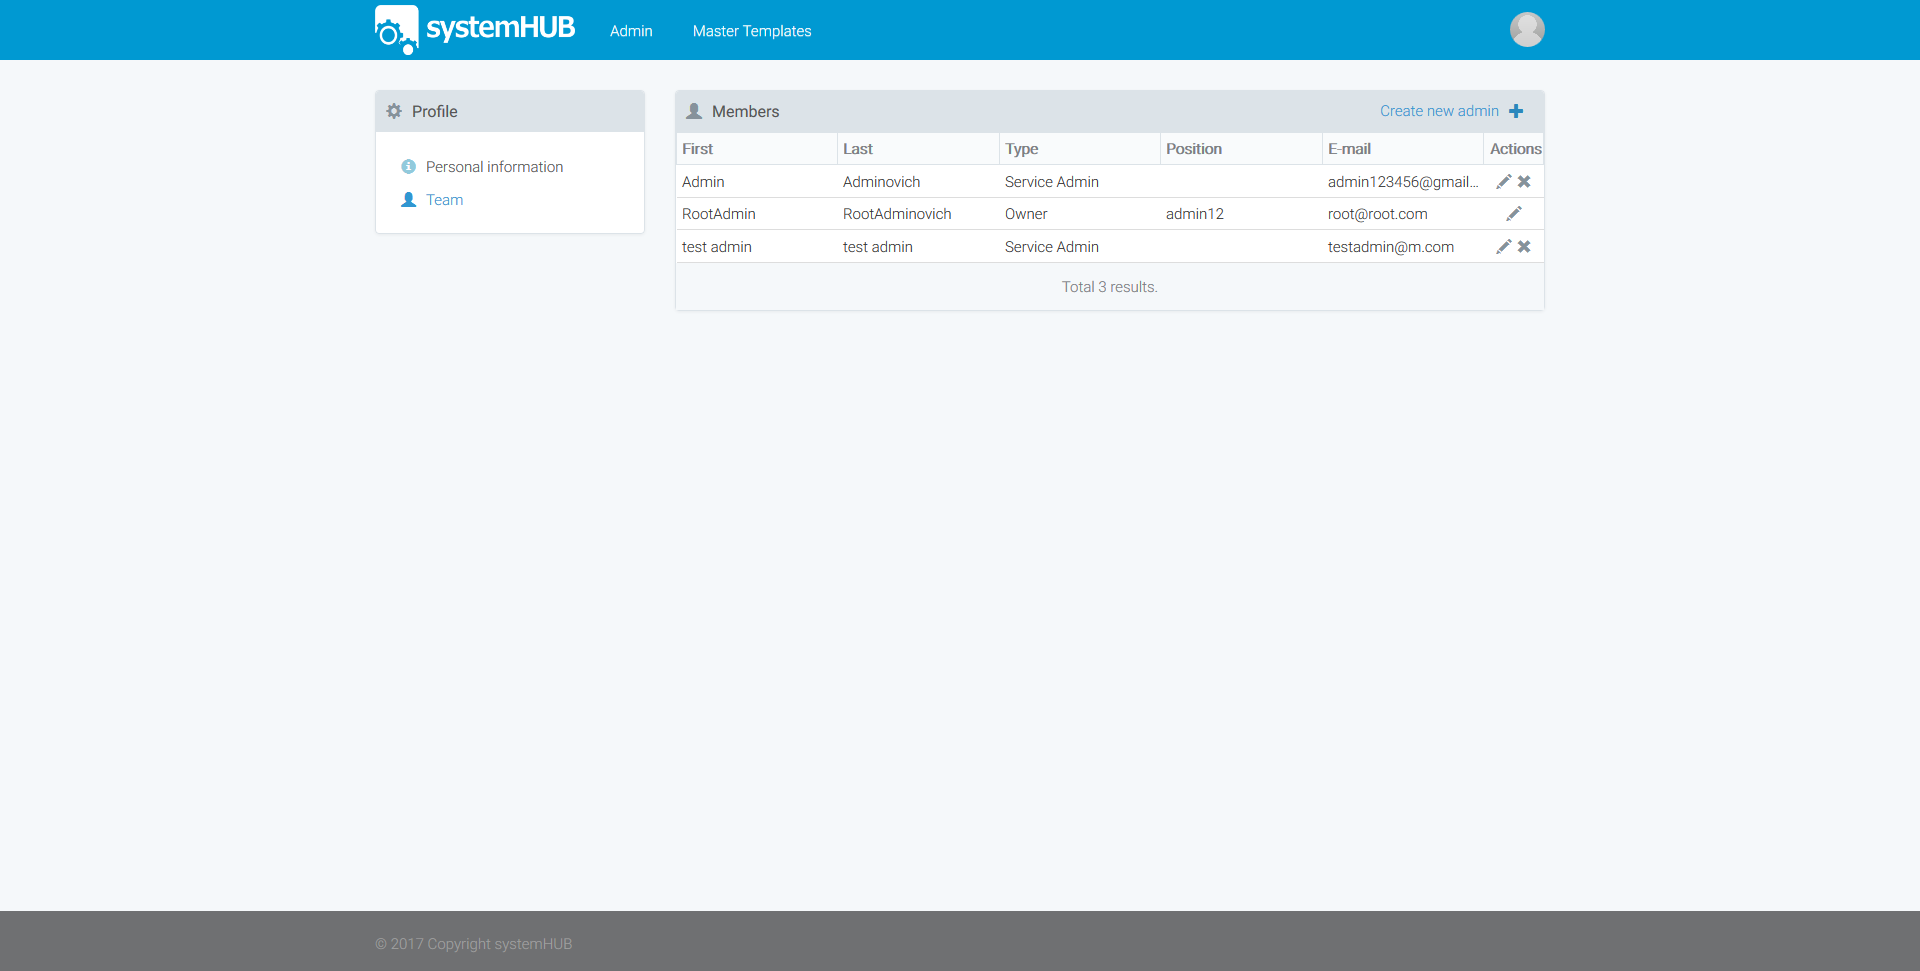 systemHUB Admin Master Templates
Profile
Personal information
Team
Members Create new admin
First Last Type Position E-mail Actions
Admin Adminovich Service Admin admin123456@gmail...
RootAdmin RootAdminovich Owner admin12 root@root.com
test admin test admin Service Admin testadmin@m.com
Total 3 results.
© 2017 Copyright systemHUB